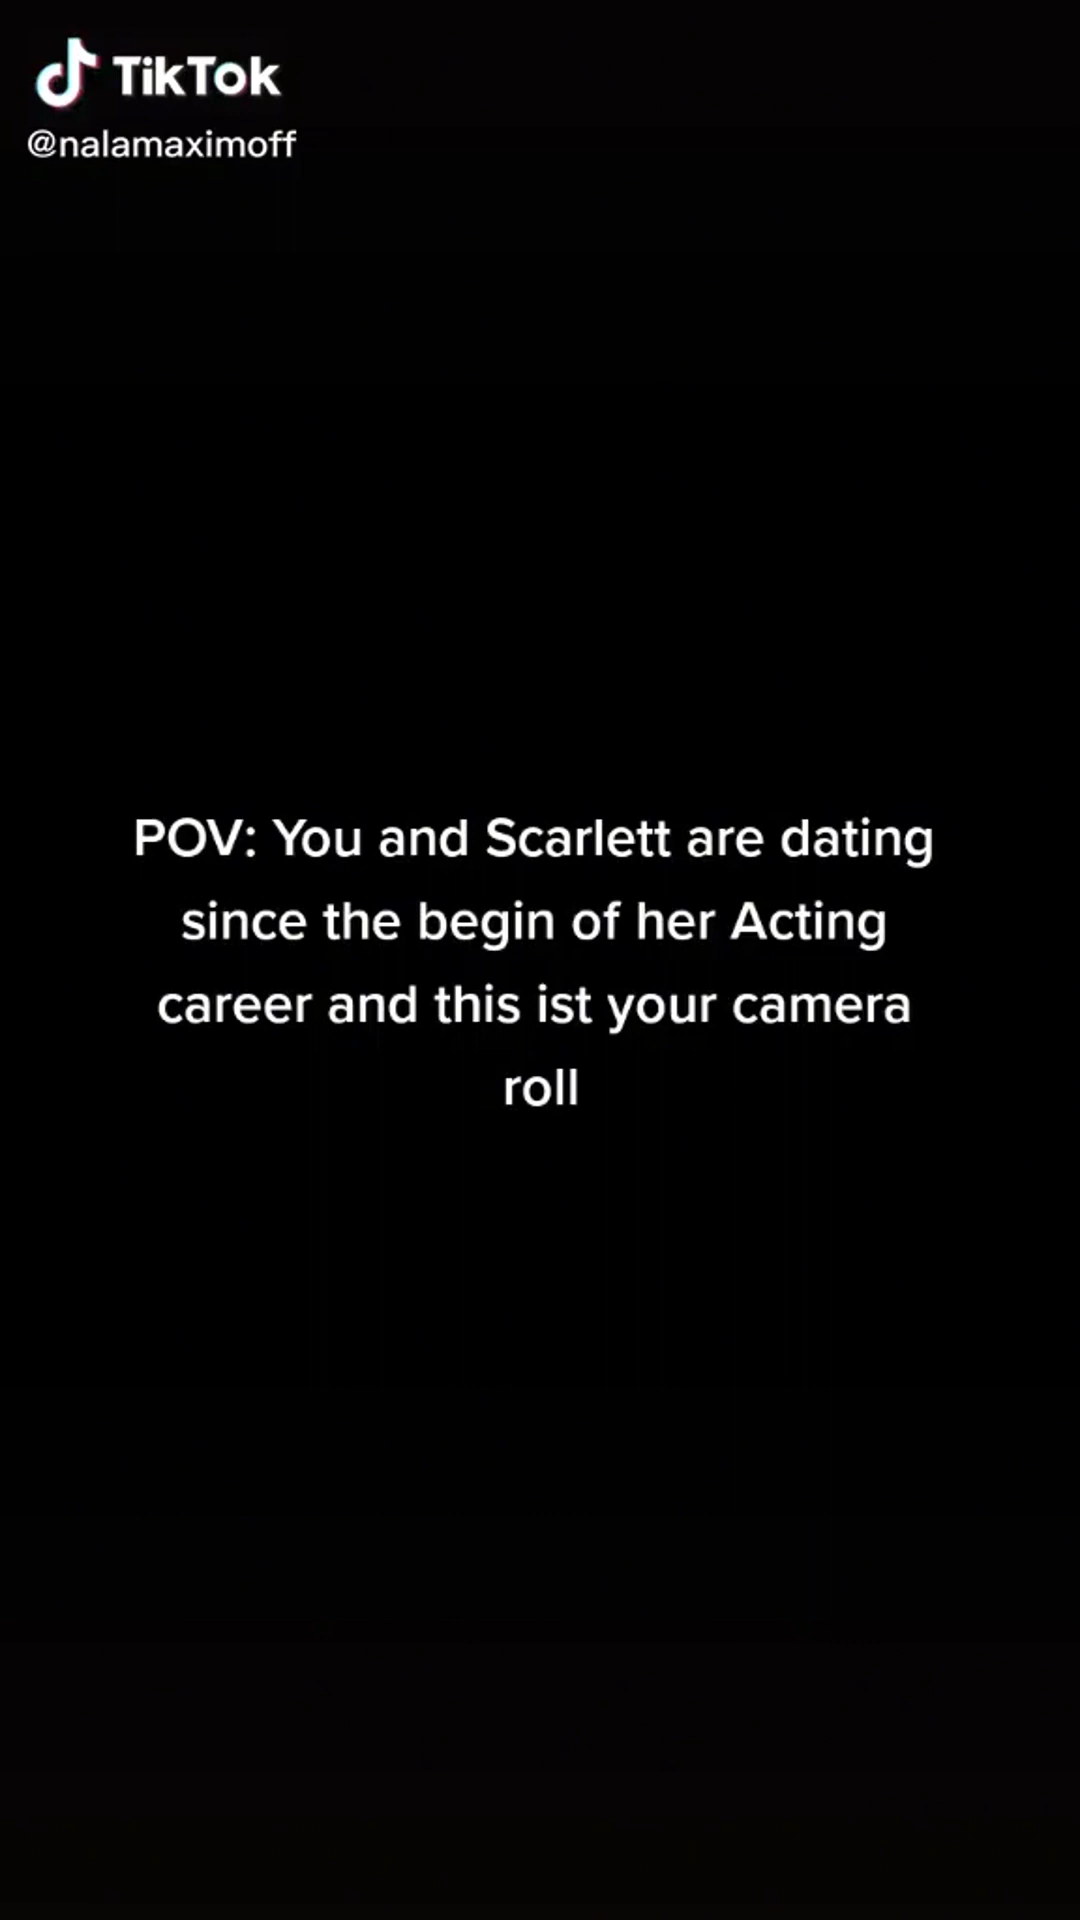 TikTok
@nalamaximoff
POV: You and Scarlett are dating
since the begin of her Acting
career and this ist your camera
roll